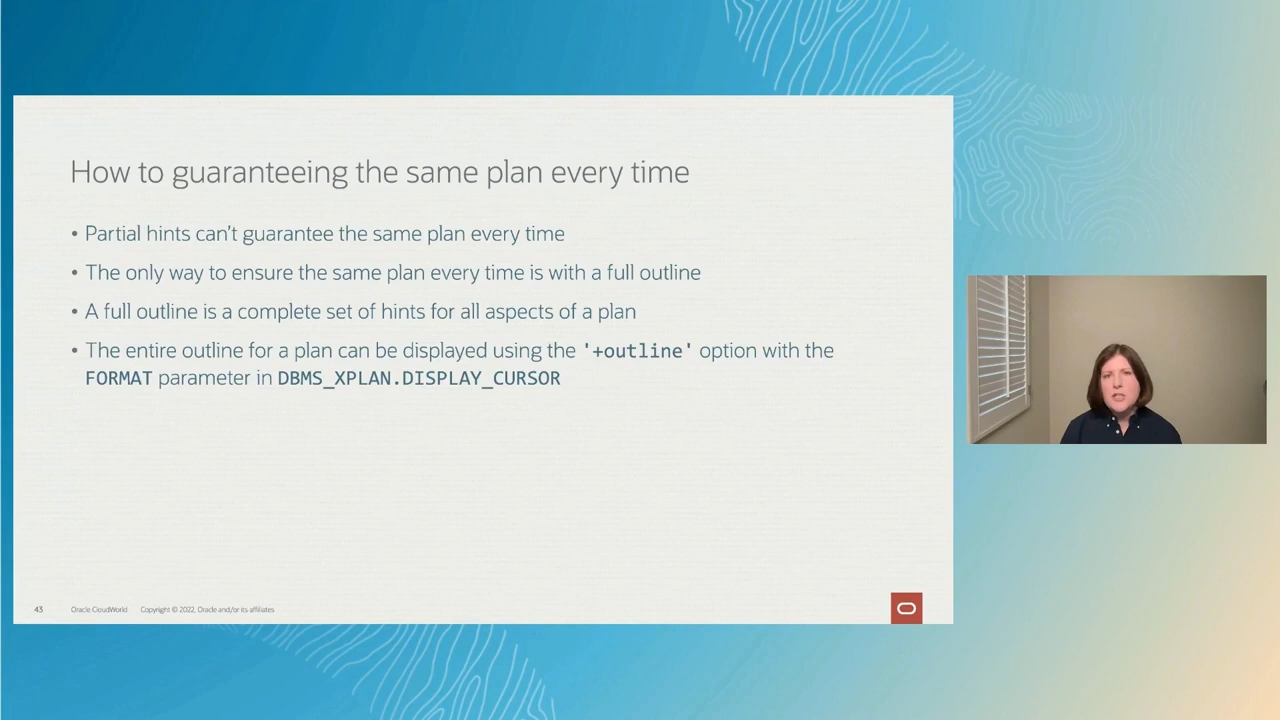 How to guaranteeing the same plan every time
• Partial hints can't guarantee the same plan every time
• The only way to ensure the same plan every time is with a full outline
• A full outline is a complete set of hints for all aspects of a plan
• The entire outline for a plan can be displayed using the '+outline' option with the
FORMAT parameter in DBMS_XPLAN.DISPLAY_CURSOR
43 Oracle CloudWorld Copyright © 2022, Oracle and/or its affiliates